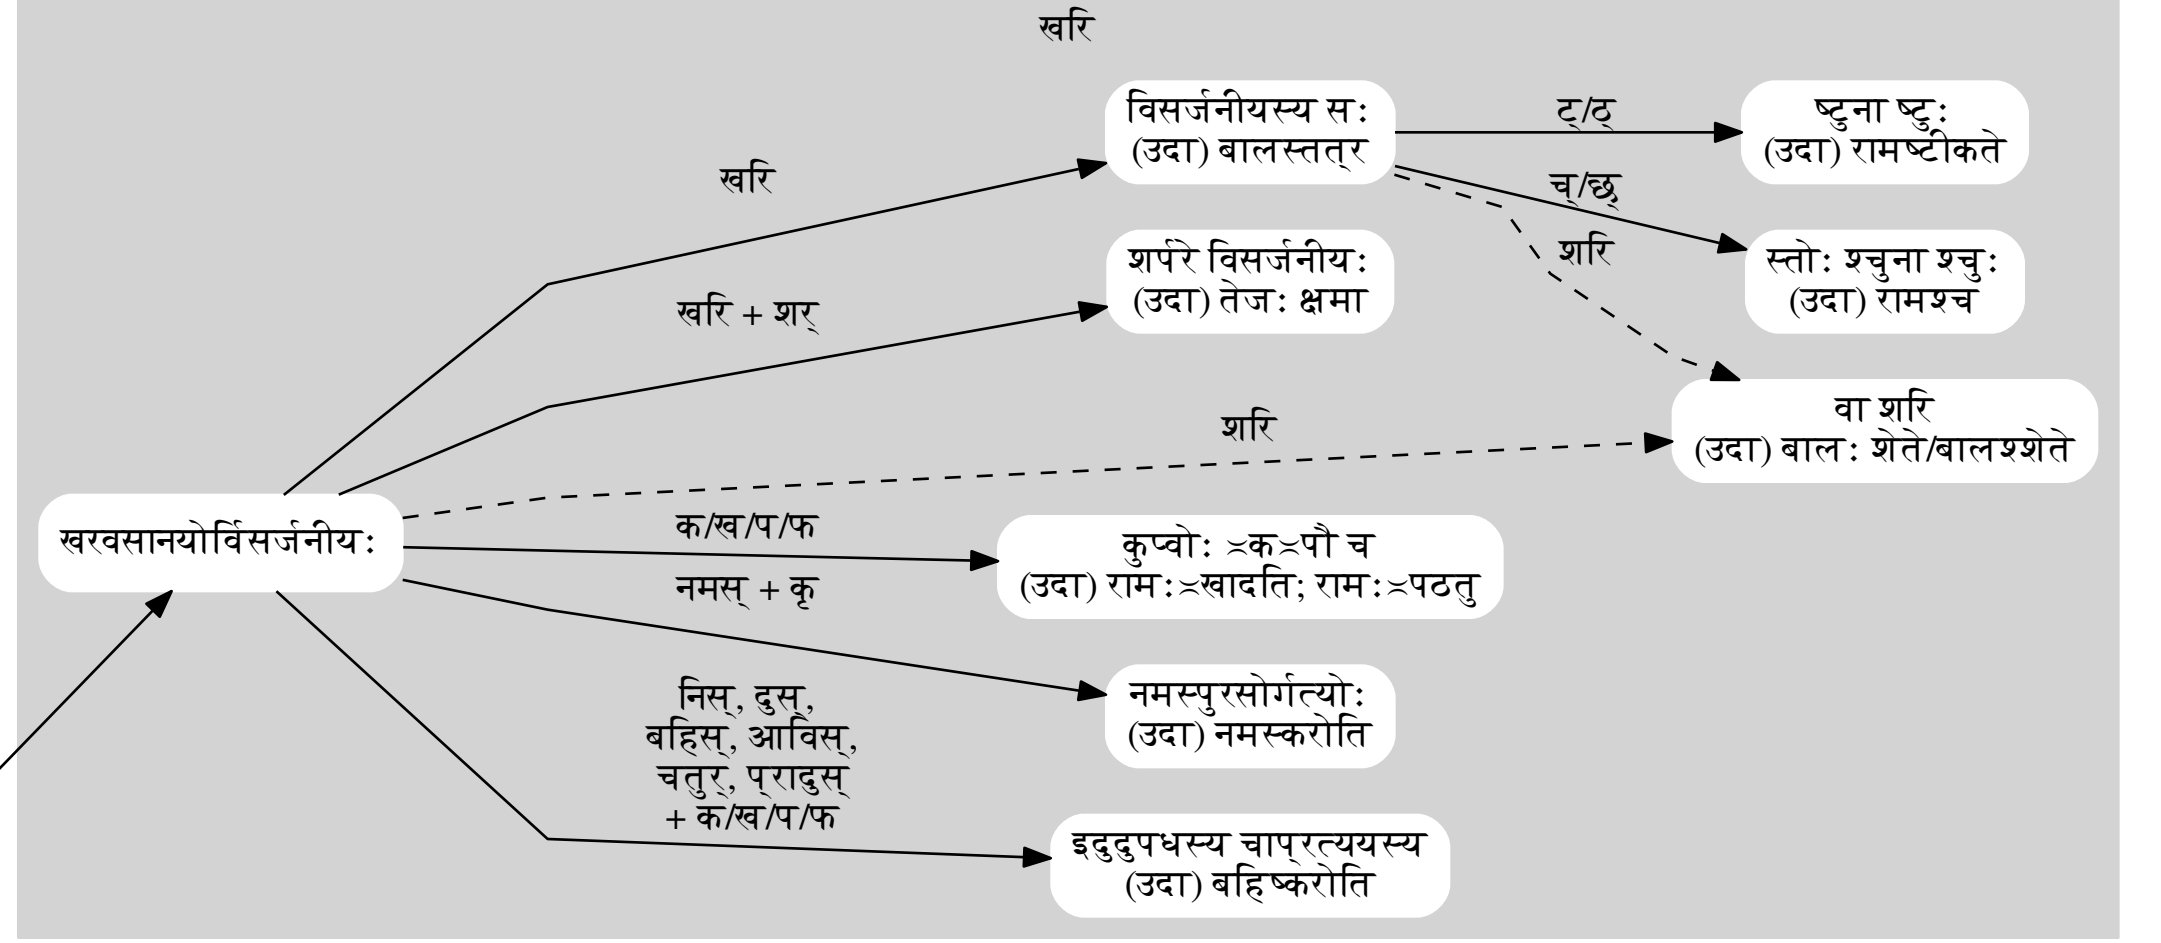 खरि
विसर्जनीयस्य सः
(उदा) बालस्तत्र
ट्/ठ्
ष्टुना ष्टुः
(उदा) रामष्टीकते
खरि
च्/छ्
शर्परे विसर्जनीयः
(उदा) तेजः क्षमा
शरि
स्तोः श्चुना श्चुः
(उदा) रामश्च
खरि + शर्
वा शरि
(उदा) बालः शेते/बालश्शेते
शरि
खरवसानयोर्विसर्जनीयः
क/ख/प/फ
कुप्वोः ≍क≍पौ च
(उदा) रामः≍खादति; रामः≍पठतु
नमस् + कृ
नमस्पुरसोर्गत्योः
(उदा) नमस्करोति
निस्, दुस्,
बहिस्, आविस्,
चतुर्, प्रादुस्
+ क/ख/प/फ
इदुदुपधस्य चाप्रत्ययस्य
(उदा) बहिष्करोति